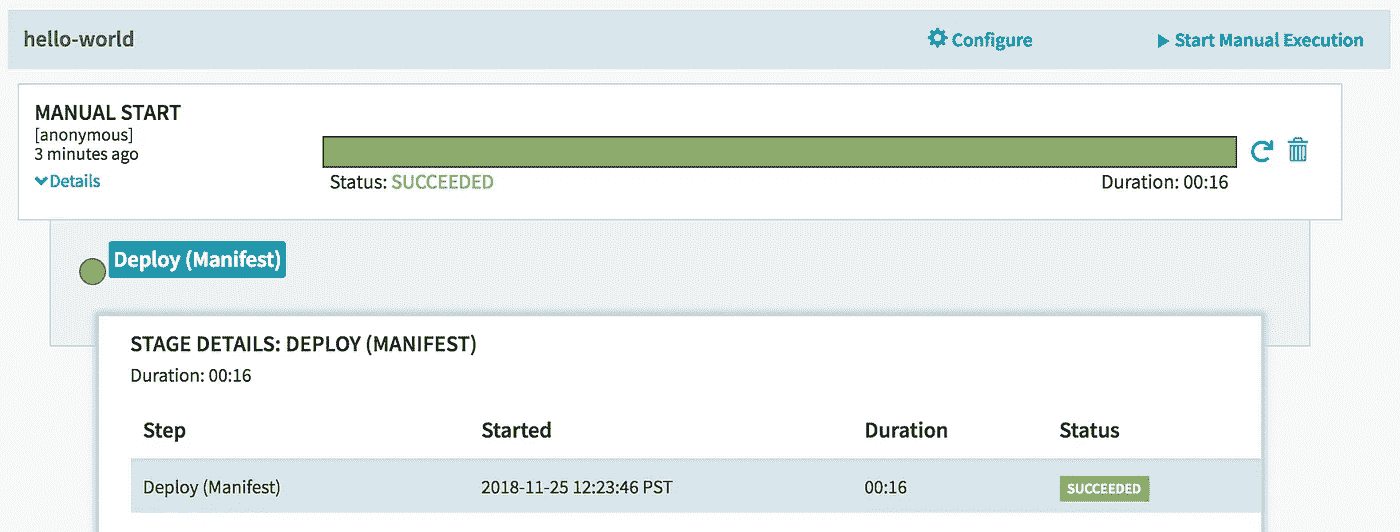 hello-world
Configure
Start Manual Execution
MANUAL START
[anonymous]
3 minutes ago
Details
Status: SUCCEEDED
Duration: 00:16
Deploy (Manifest)
STAGE DETAILS: DEPLOY (MANIFEST)
Duration: 00:16
Step Started Duration Status
Deploy (Manifest) 2018-11-25 12:23:46 PST 00:16 SUCCEEDED